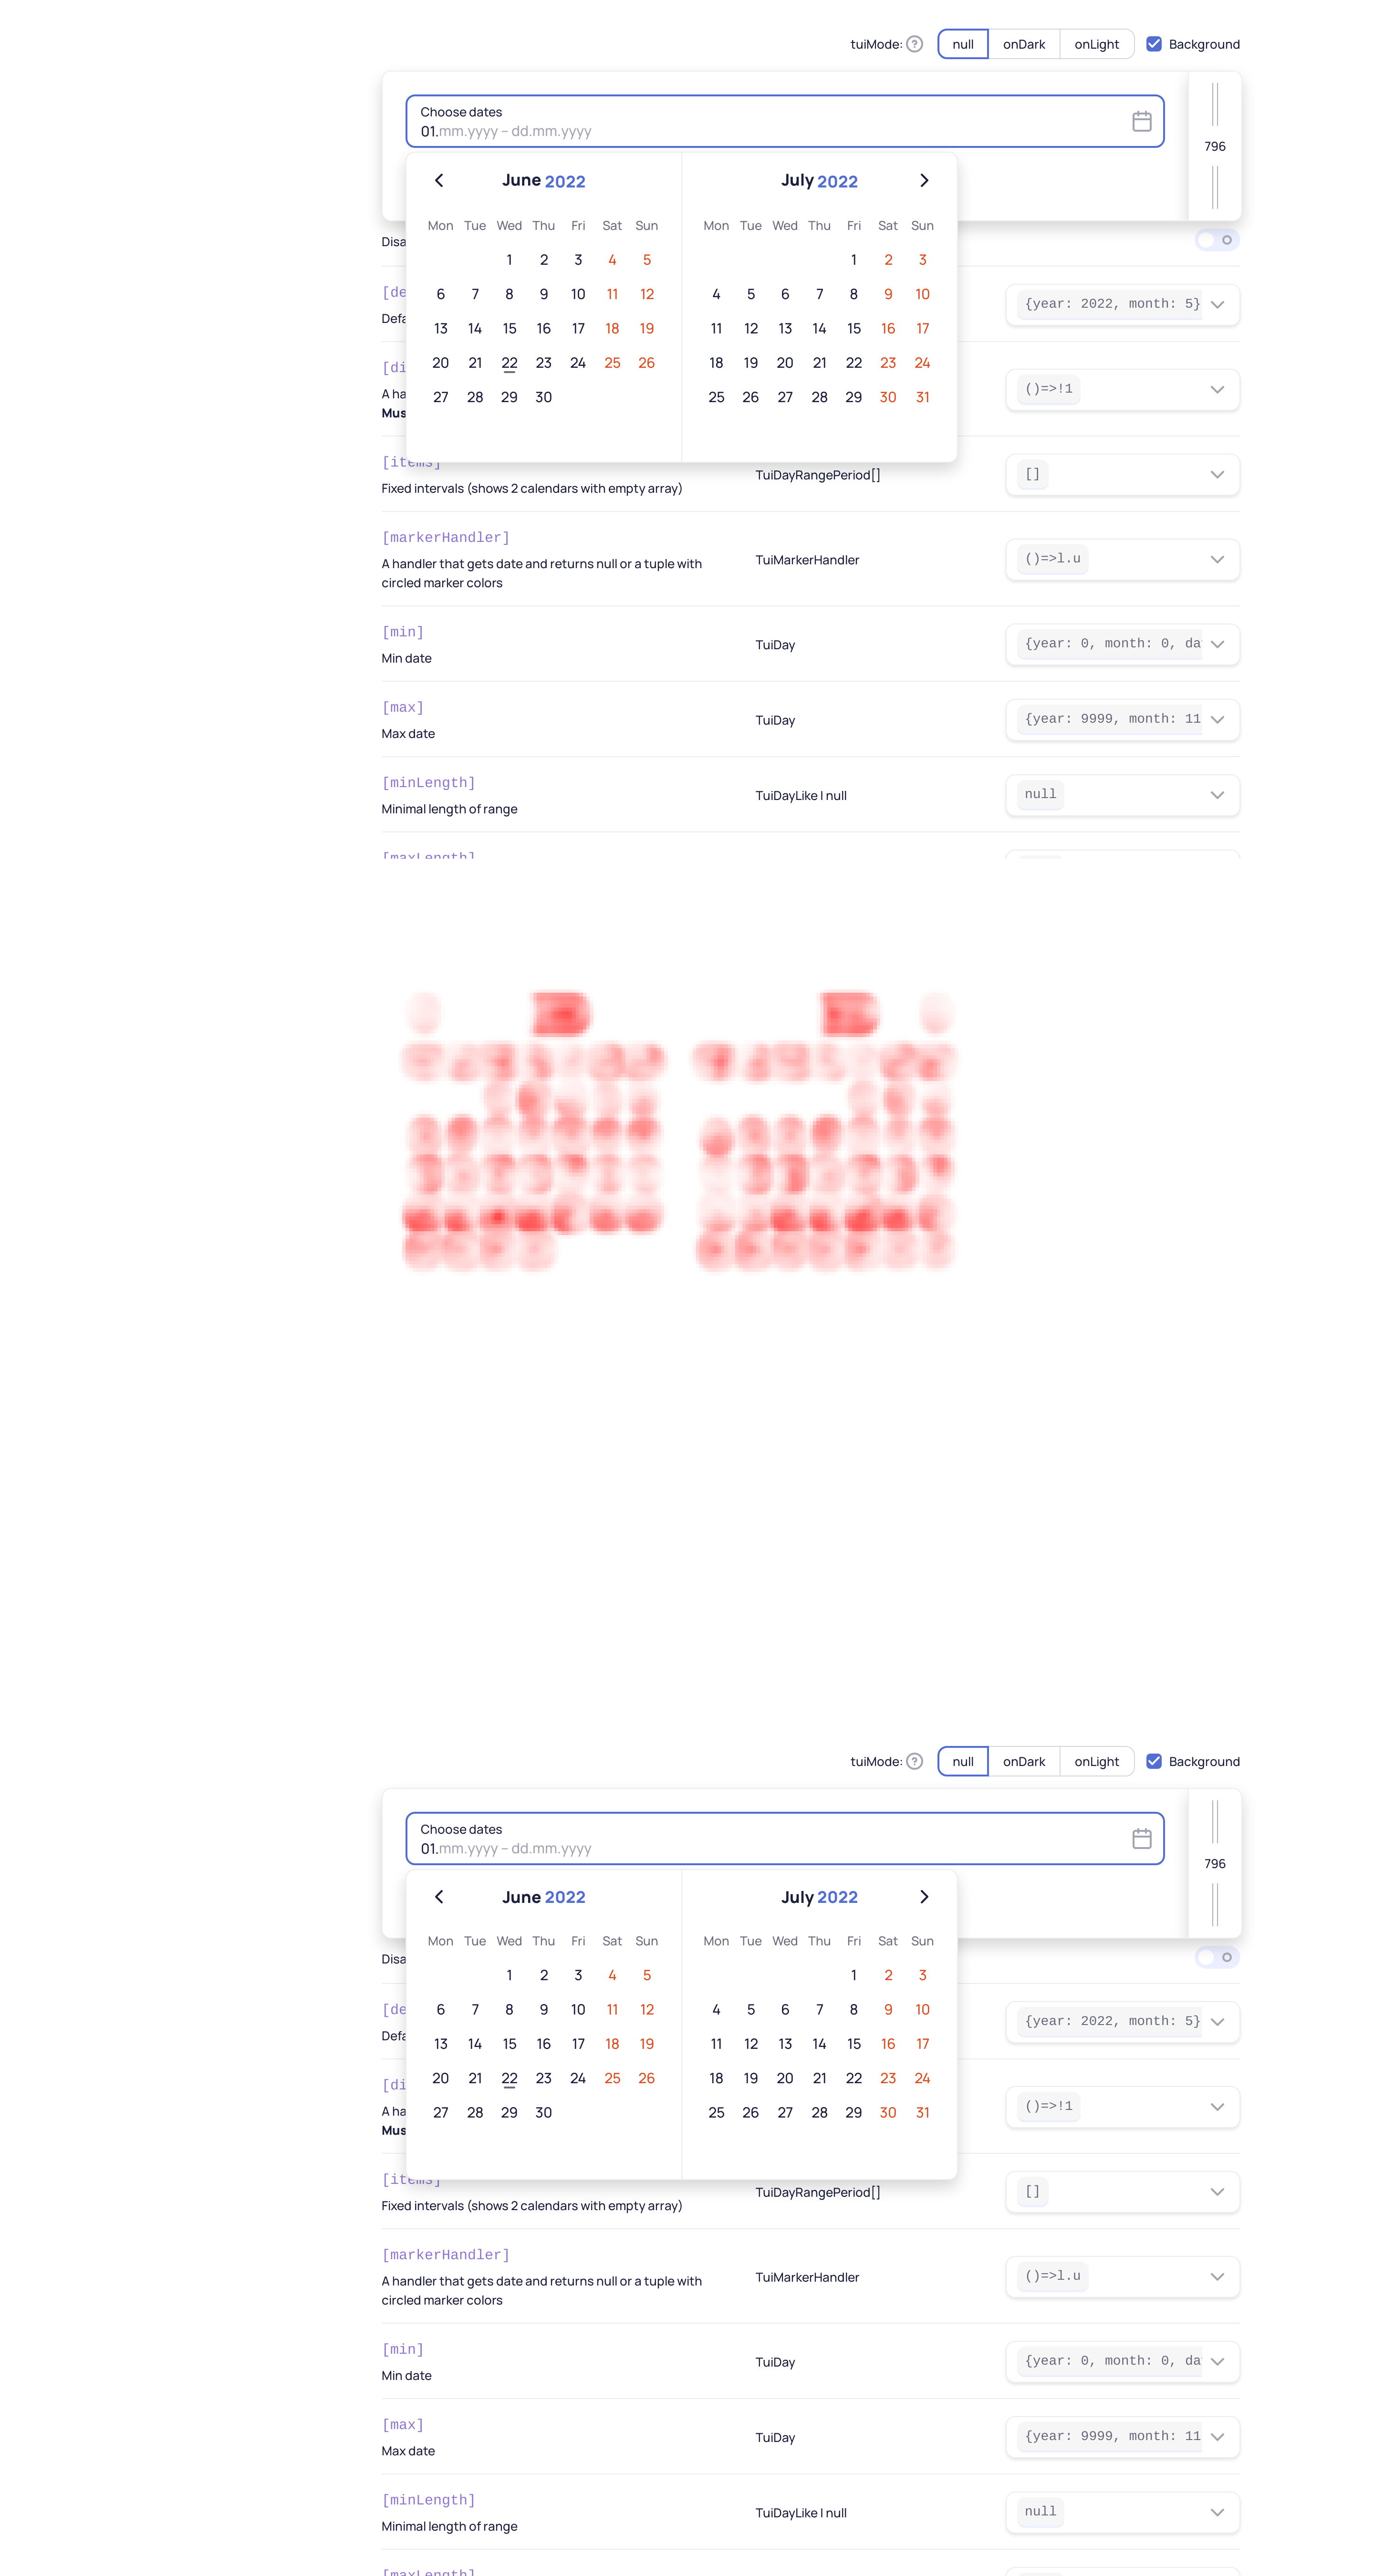 tuiMode: ? null onDark onLight Background
Choose dates
01.mm.yyyy – dd.mm.yyyy
796
June 2022 July 2022
Mon Tue Wed Thu Fri Sat Sun Mon Tue Wed Thu Fri Sat Sun
Disa
1 2 3 4 5 1 2 3
[de
6 7 8 9 10 11 12 4 5 6 7 8 9 10
{year: 2022, month: 5}
Defa
13 14 15 16 17 18 19 11 12 13 14 15 16 17
20 21 22 23 24 25 26 18 19 20 21 22 23 24
[di
()=>!1
A ha
27 28 29 30 25 26 27 28 29 30 31
Mus
[items]
TuiDayRangePeriod[] []
Fixed intervals (shows 2 calendars with empty array)
[markerHandler]
A handler that gets date and returns null or a tuple with
circled marker colors
TuiMarkerHandler ()=>l.u
[min]
Min date
TuiDay {year: 0, month: 0, da
[max]
Max date
TuiDay {year: 9999, month: 11
[minLength]
Minimal length of range
TuiDayLike | null null
[maxLength]
tuiMode: ? null onDark onLight Background
Choose dates
01.mm.yyyy – dd.mm.yyyy
796
June 2022 July 2022
Mon Tue Wed Thu Fri Sat Sun Mon Tue Wed Thu Fri Sat Sun
Disa
1 2 3 4 5 1 2 3
[de
6 7 8 9 10 11 12 4 5 6 7 8 9 10
{year: 2022, month: 5}
Defa
13 14 15 16 17 18 19 11 12 13 14 15 16 17
20 21 22 23 24 25 26 18 19 20 21 22 23 24
[di
()=>!1
A ha
27 28 29 30 25 26 27 28 29 30 31
Mus
[items]
TuiDayRangePeriod[] []
Fixed intervals (shows 2 calendars with empty array)
[markerHandler]
A handler that gets date and returns null or a tuple with
circled marker colors
TuiMarkerHandler ()=>l.u
[min]
Min date
TuiDay {year: 0, month: 0, da
[max]
Max date
TuiDay {year: 9999, month: 11
[minLength]
Minimal length of range
TuiDayLike | null null
[maxLength]